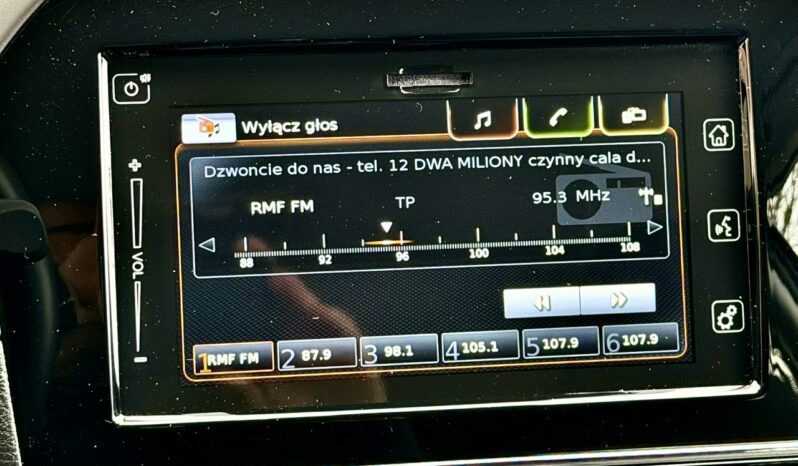 Wyłącz głos
Dzwoncie do nas - tel. 12 DWA MILIONY czynny cala d...
RMF FM TP 95.3 MHz
88 92 96 100 104 108
VOL
1 RMF FM 2 87.9 3 98.1 4 105.1 5 107.9 6 107.9